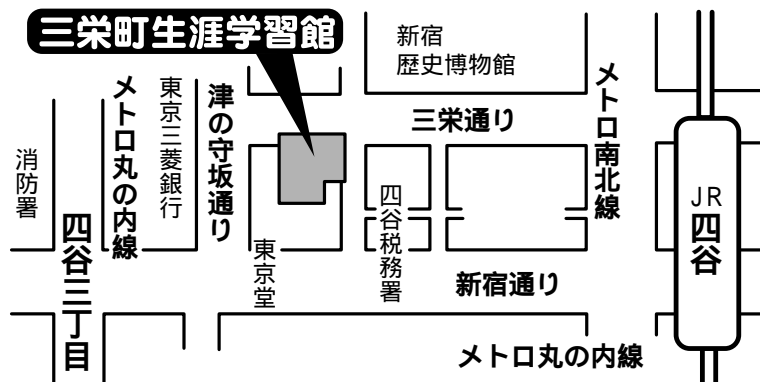 三栄町生涯学習館
新宿
歴史博物館
三栄通り
消防署
メトロ丸の内線
東京三菱銀行
津の守坂通り
四谷三丁目
東京堂
四谷税務署
新宿通り
メトロ南北線
JR
四谷
メトロ丸の内線